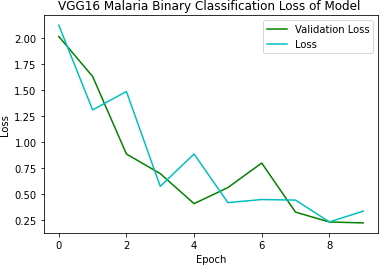 VGG16 Malaria Binary Classification Loss of Model
Validation Loss
Loss
2.00
1.75
1.50
1.25
1.00
0.75
0.50
0.25
Loss
0 2 4 6 8
Epoch